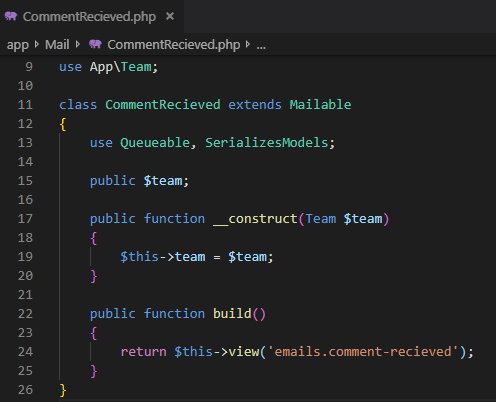 CommentRecieved.php ×
app > Mail > CommentRecieved.php > ...
9 use App\Team;
10
11 class CommentRecieved extends Mailable
12 {
13     use Queueable, SerializesModels;
14
15     public $team;
16
17     public function __construct(Team $team)
18     {
19         $this->team = $team;
20     }
21
22     public function build()
23     {
24         return $this->view('emails.comment-recieved');
25     }
26 }